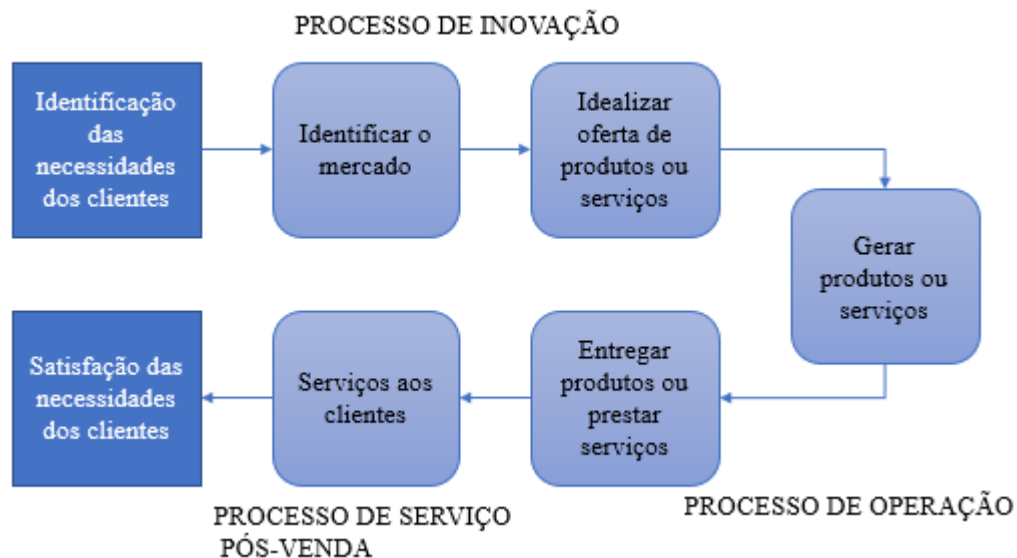 PROCESSO DE INOVAÇÃO
Identificação
das
necessidades
dos clientes
Identificar o
mercado
Idealizar
oferta de
produtos ou
serviços
Gerar
produtos ou
serviços
Entregar
produtos ou
prestar
serviços
Serviços aos
clientes
Satisfação das
necessidades
dos clientes
PROCESSO DE OPERAÇÃO
PROCESSO DE SERVIÇO
PÓS-VENDA